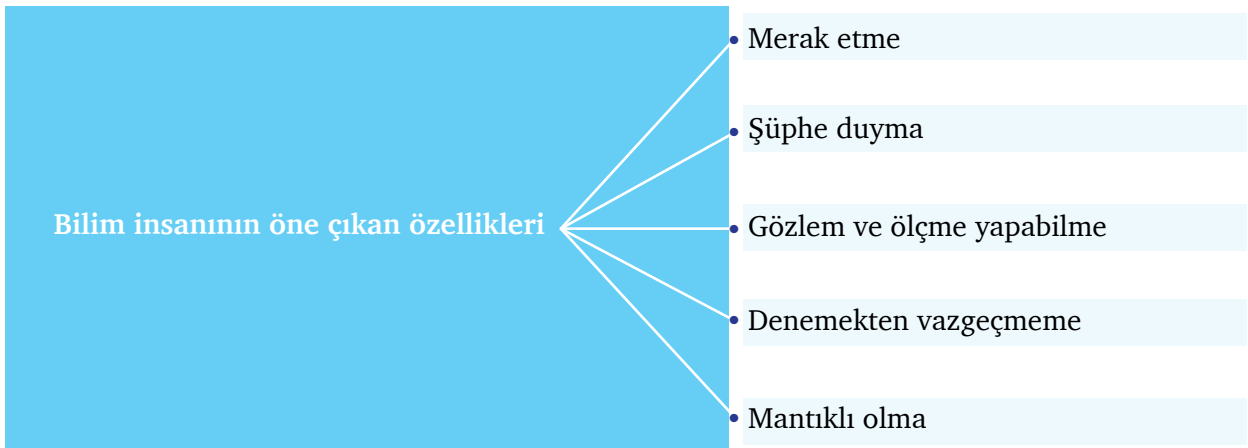 Bilim insanının öne çıkan özellikleri
Merak etme
Şüphe duyma
Gözlem ve ölçme yapabilme
Denemekten vazgeçmeme
Mantıklı olma